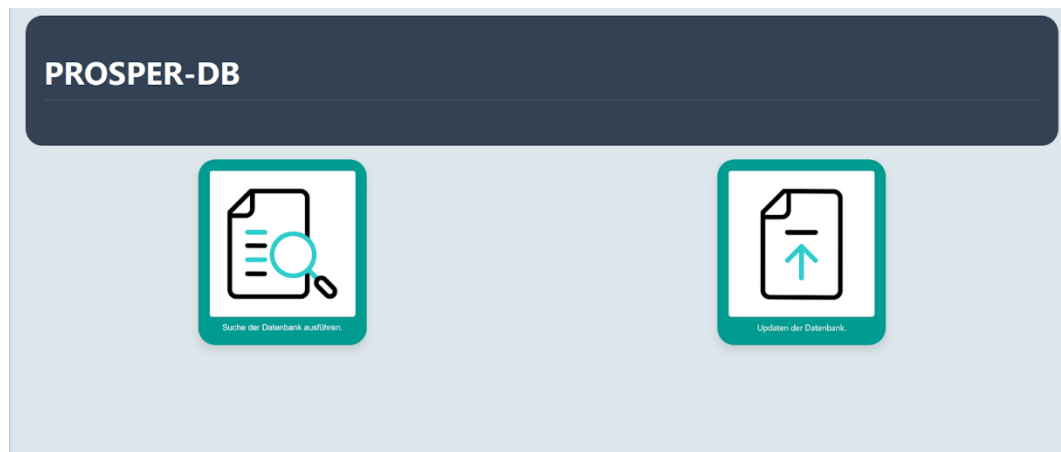 PROSPER-DB
Suche der Datenbank ausführen.
Updaten der Datenbank.